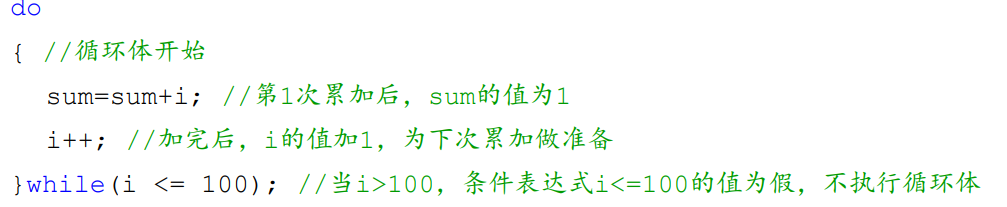 do
{ //循环体开始
sum=sum+i; //第1次累加后，sum的值为1
i++; //加完后，i的值加1，为下次累加做准备
}while(i <= 100); //当i>100，条件表达式i<=100的值为假，不执行循环体